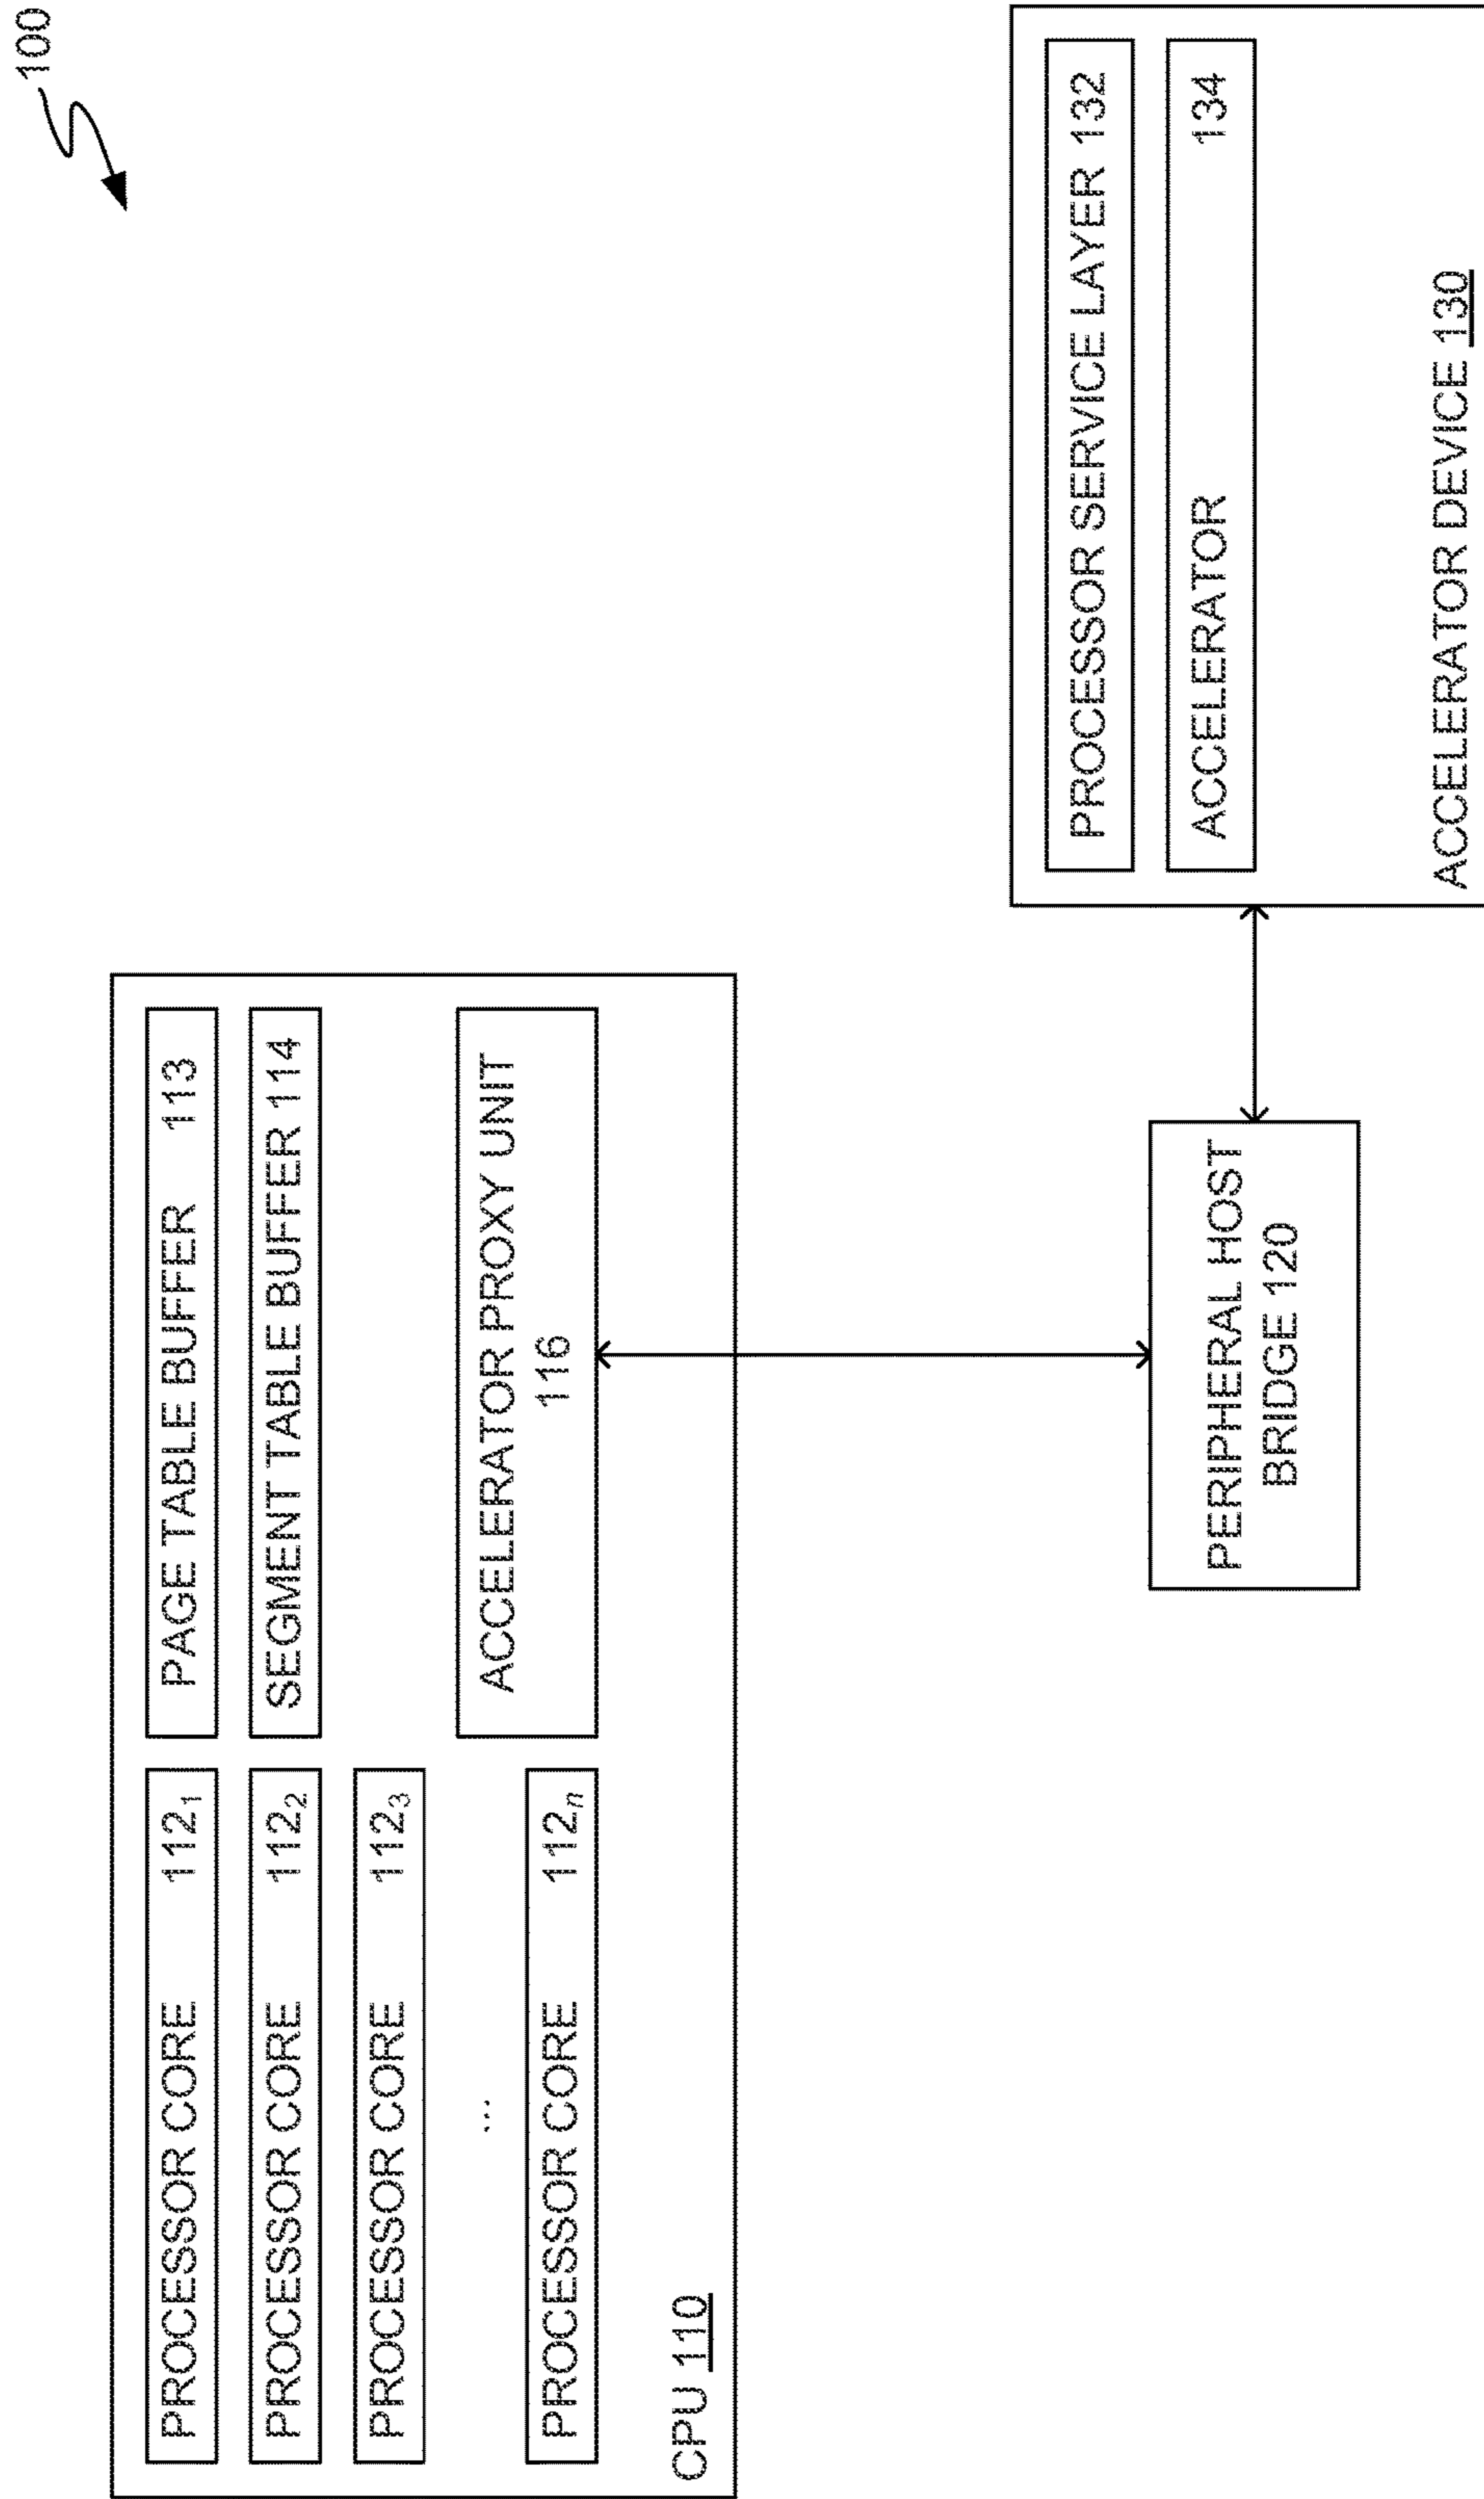 100
PROCESSOR CORE 112₁
PAGE TABLE BUFFER 113
PROCESSOR CORE 112₂
SEGMENT TABLE BUFFER 114
PROCESSOR CORE 112₃
...
ACCELERATOR PROXY UNIT
116
PROCESSOR CORE 112ₙ
CPU 110
PERIPHERAL HOST
BRIDGE 120
PROCESSOR SERVICE LAYER 132
ACCELERATOR 134
ACCELERATOR DEVICE 130